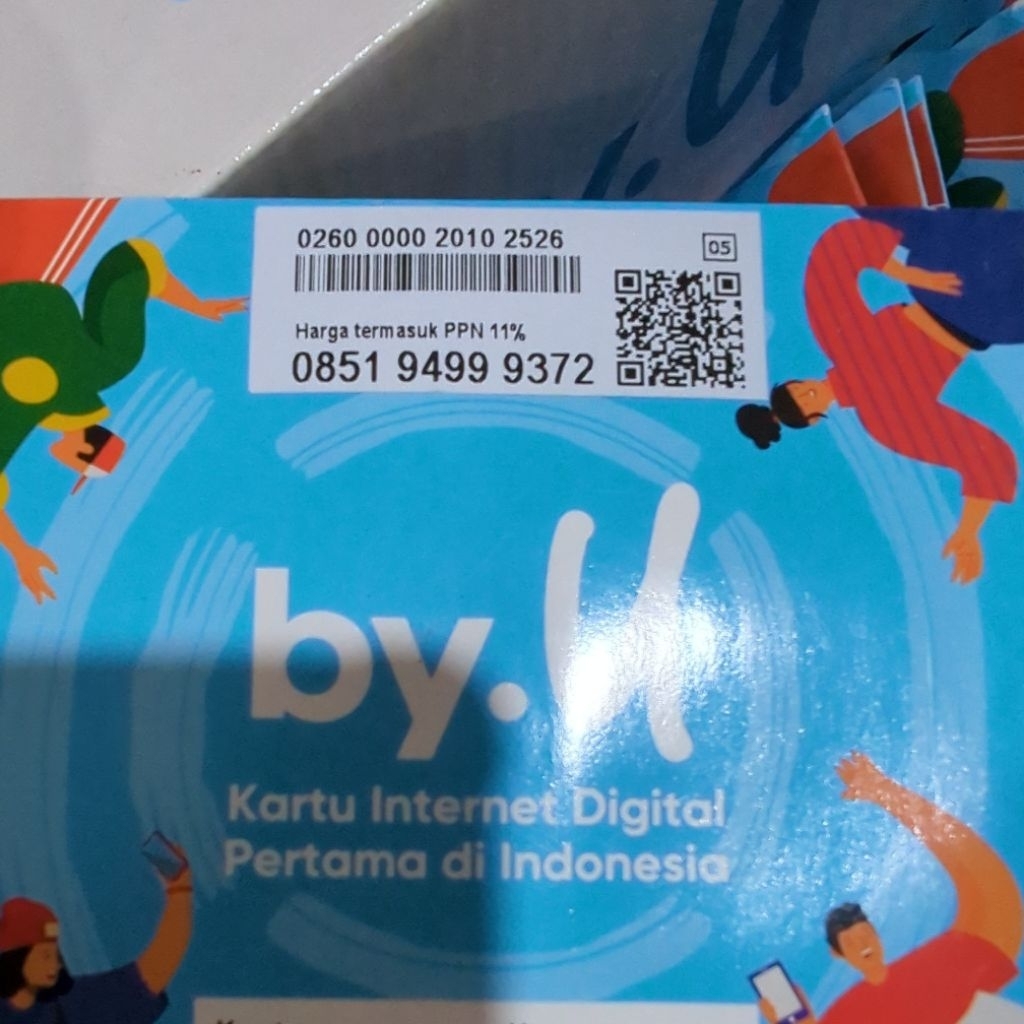 0260 0000 2010 2526
05
Harga termasuk PPN 11%
0851 9499 9372
by.U
Kartu Internet Digital
Pertama di Indonesia